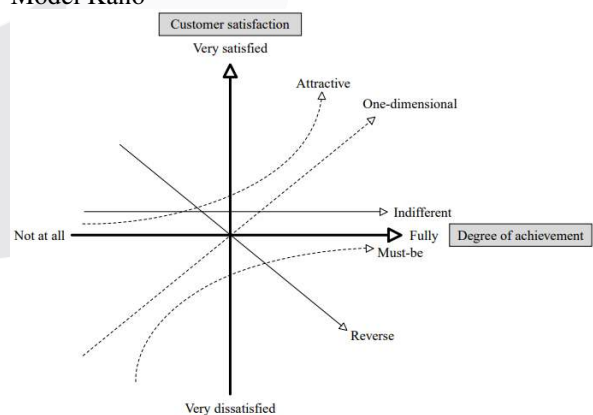 Model Kano
Customer satisfaction
Very satisfied
Attractive
One-dimensional
Indifferent
Not at all
Fully
Degree of achievement
Must-be
Reverse
Very dissatisfied